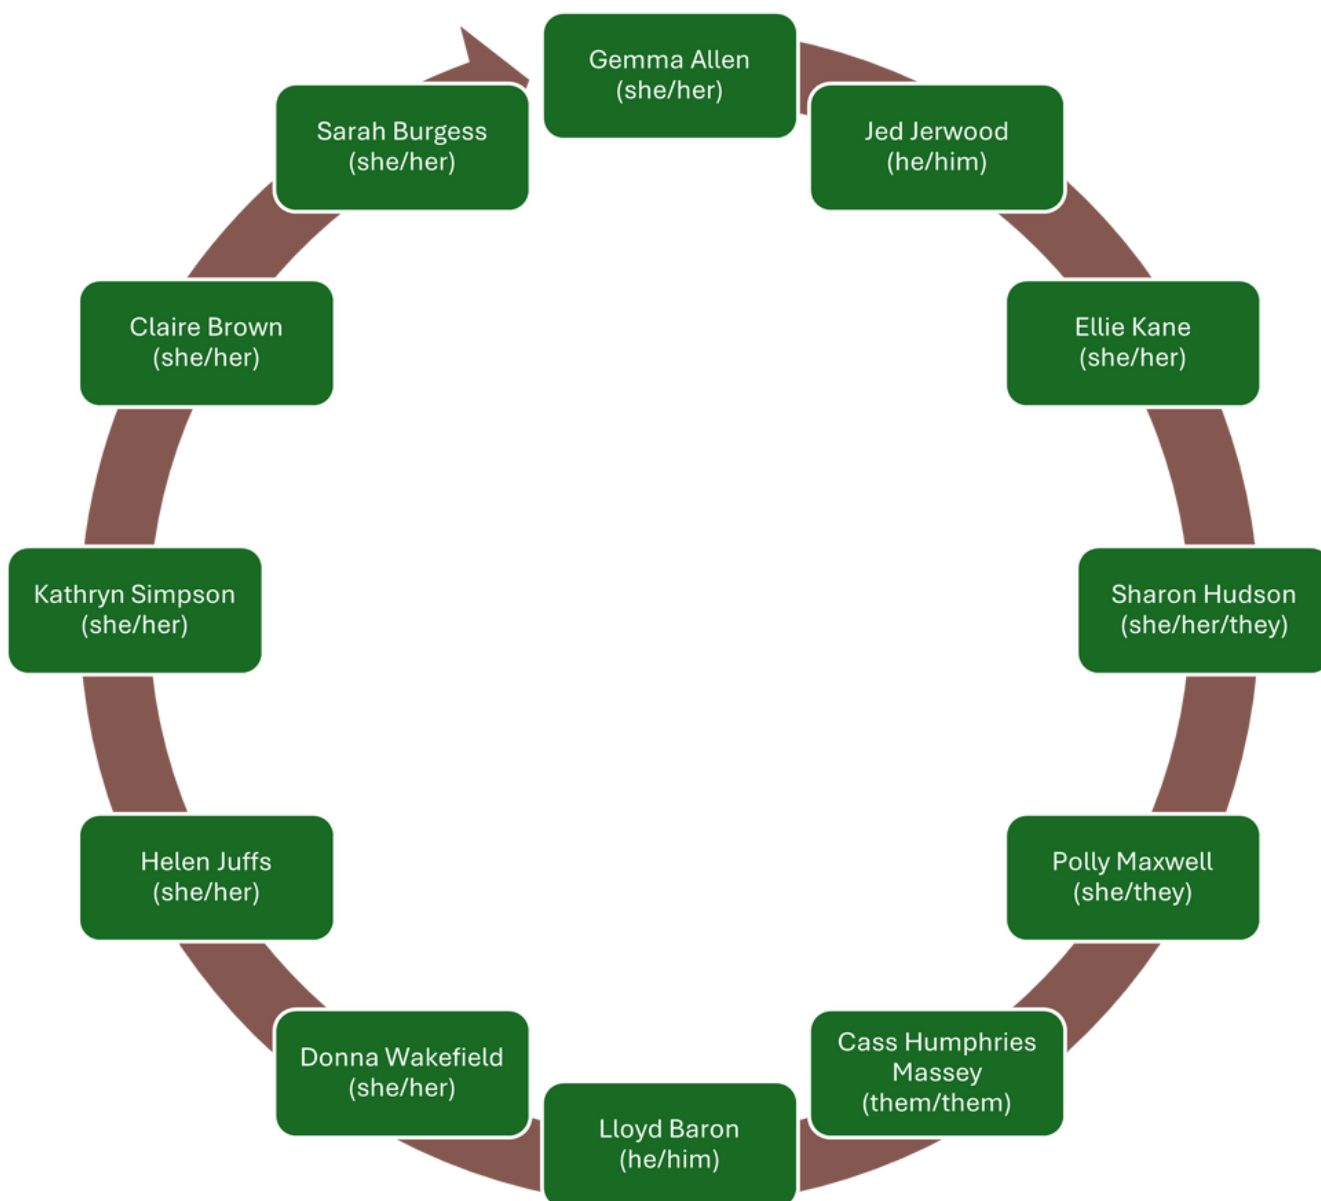 Gemma Allen
(she/her)
Jed Jerwood
(he/him)
Ellie Kane
(she/her)
Sharon Hudson
(she/her/they)
Polly Maxwell
(she/they)
Cass Humphries
Massey
(them/them)
Lloyd Baron
(he/him)
Donna Wakefield
(she/her)
Helen Juffs
(she/her)
Kathryn Simpson
(she/her)
Claire Brown
(she/her)
Sarah Burgess
(she/her)